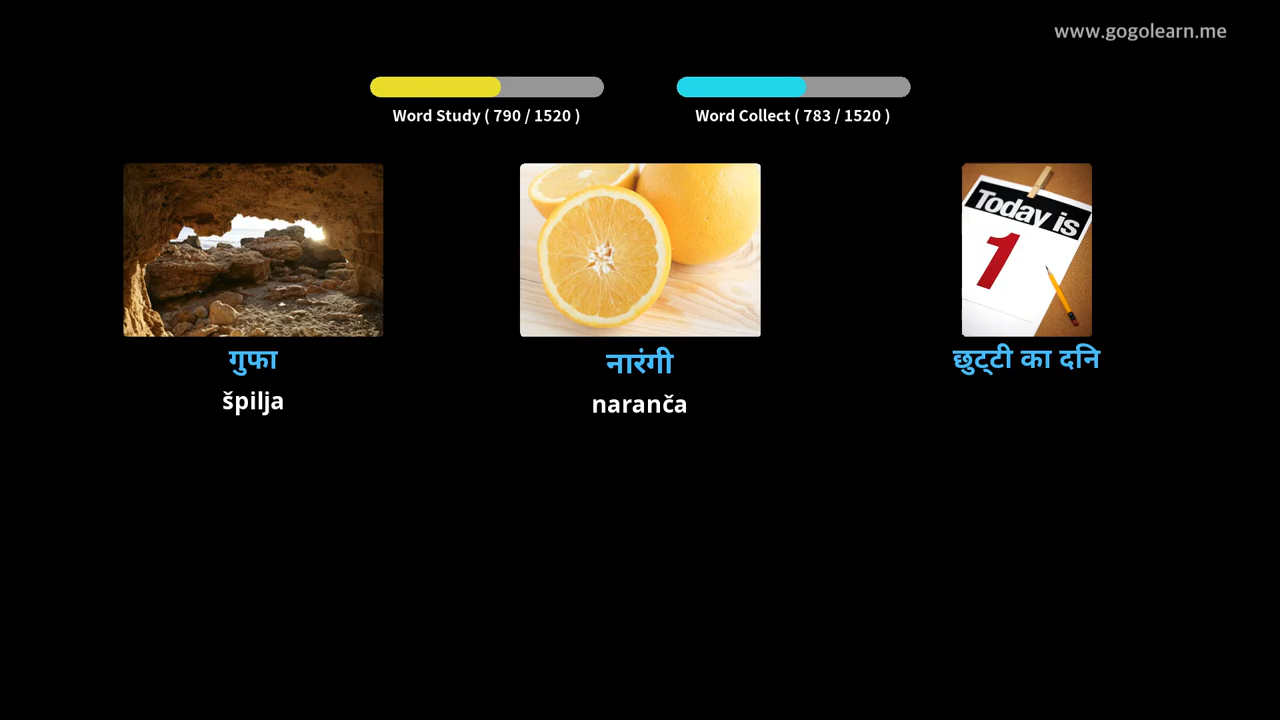 www.gogolearn.me
Word Study ( 790 / 1520 )
Word Collect ( 783 / 1520 )
Today is
1
गुफा
नारंगी
छुट्टी का दनि
špilja
naranča